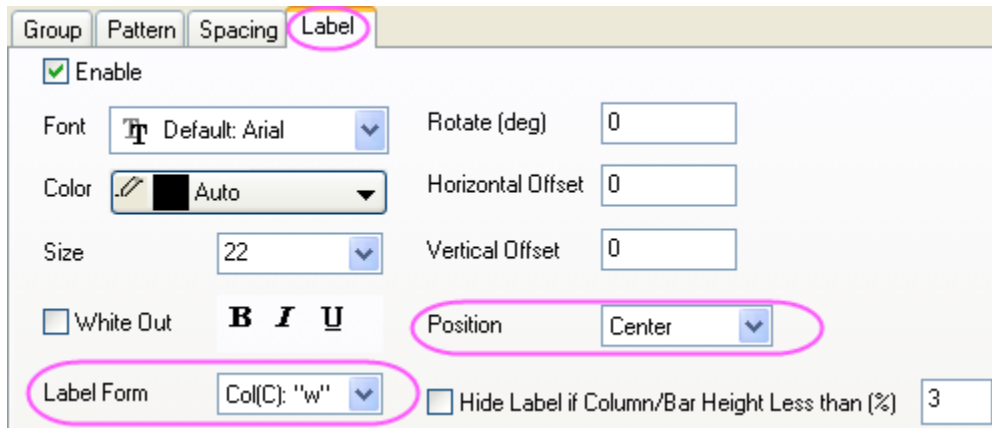 Group Pattern Spacing Label
Enable
Font Default: Arial Rotate (deg) 0
Color Auto Horizontal Offset 0
Size 22 Vertical Offset 0
White Out B I U Position Center
Label Form Col(C): "w" Hide Label if Column/Bar Height Less than (%) 3